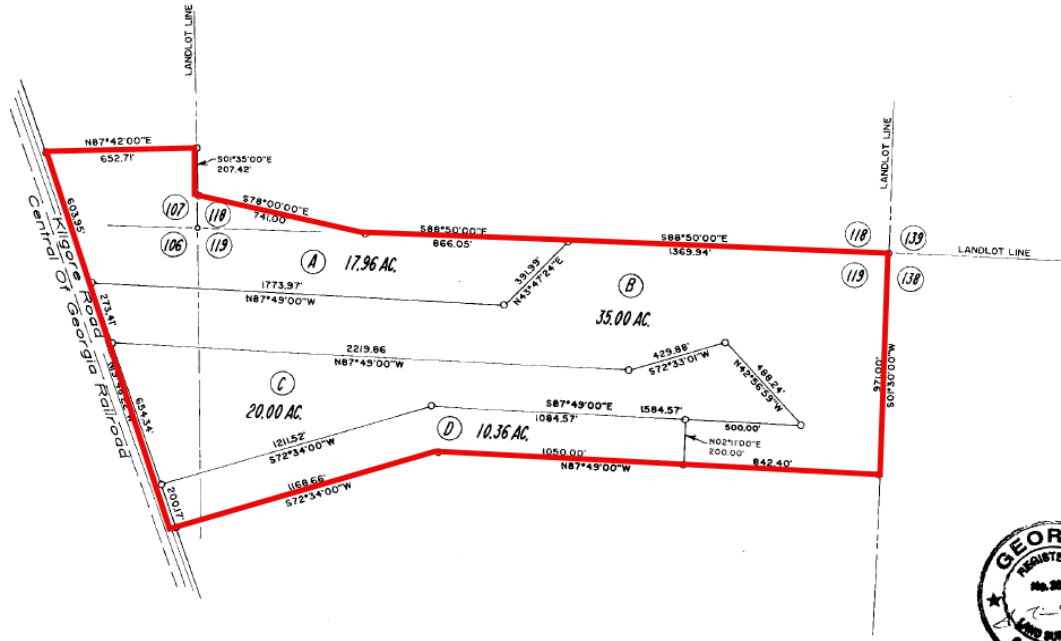 LANDLOT LINE
N87°42'00"E
652.71'
S01°35'00"E
207.42'
LANDLOT LINE
107
118
S78°00'00"E
741.00'
603.95'
106
119
S88°50'00"E
866.05'
S88°50'00"E
1369.94'
118
139
LANDLOT LINE
119
138
A
17.96 AC.
391.99'
N43°47'24"E
B
35.00 AC.
1773.97'
N87°49'00"W
Kilgore Road
Central Of Georgia Railroad
273.41'
2219.86
N87°49'00"W
429.88'
S72°33'01"W
488.24'
N42°56'59"W
971.00'
S01°30'00"W
654.34'
C
20.00 AC.
S87°49'00"E
1084.57'
1584.57'
500.00'
D
10.36 AC.
N02°11'00"E
200.00'
1211.52'
S72°34'00"W
1050.00'
N87°49'00"W
842.40'
200.17'
1168.66'
S72°34'00"W
GEOR
REGISTE
No.
LAND SUR